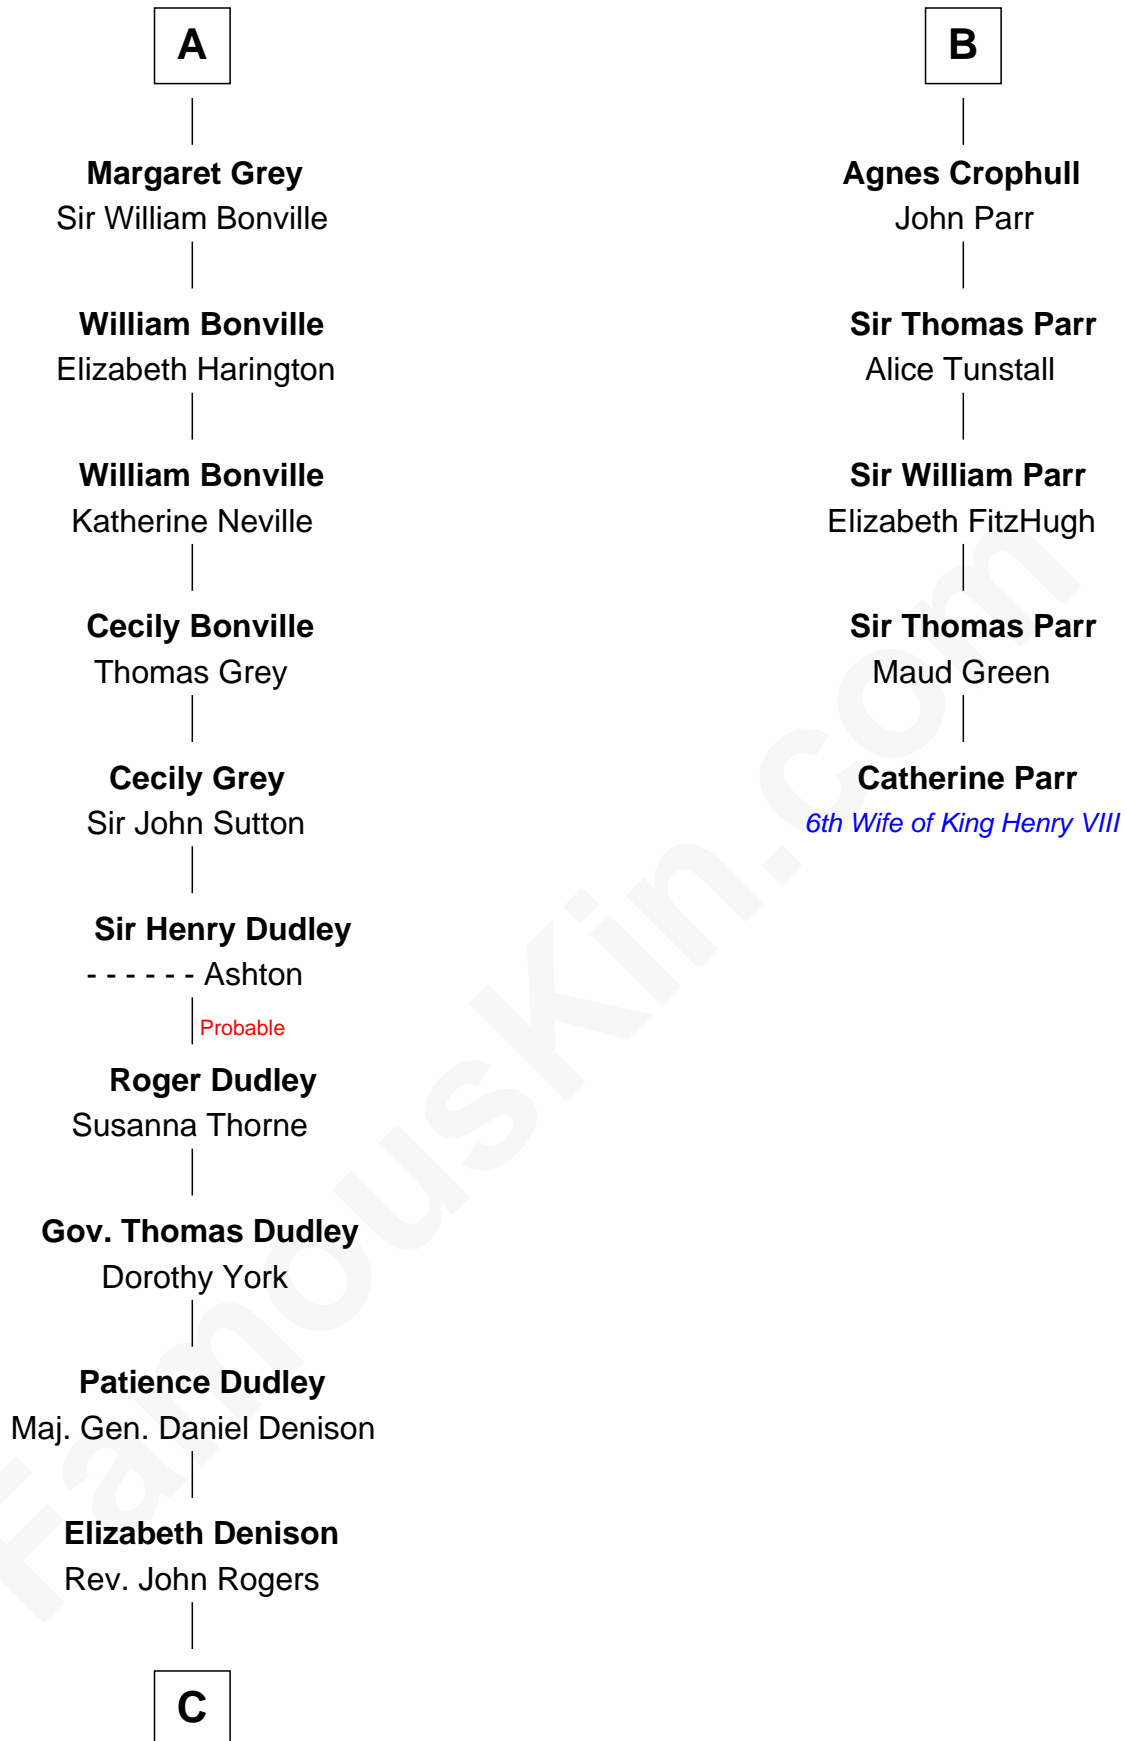 A
Margaret Grey
Sir William Bonville
William Bonville
Elizabeth Harington
William Bonville
Katherine Neville
Cecily Bonville
Thomas Grey
Cecily Grey
Sir John Sutton
Sir Henry Dudley
- - - - - - Ashton
Probable
Roger Dudley
Susanna Thorne
Gov. Thomas Dudley
Dorothy York
Patience Dudley
Maj. Gen. Daniel Denison
Elizabeth Denison
Rev. John Rogers
C
B
Agnes Crophull
John Parr
Sir Thomas Parr
Alice Tunstall
Sir William Parr
Elizabeth FitzHugh
Sir Thomas Parr
Maud Green
Catherine Parr
6th Wife of King Henry VIII
FamousKin.com